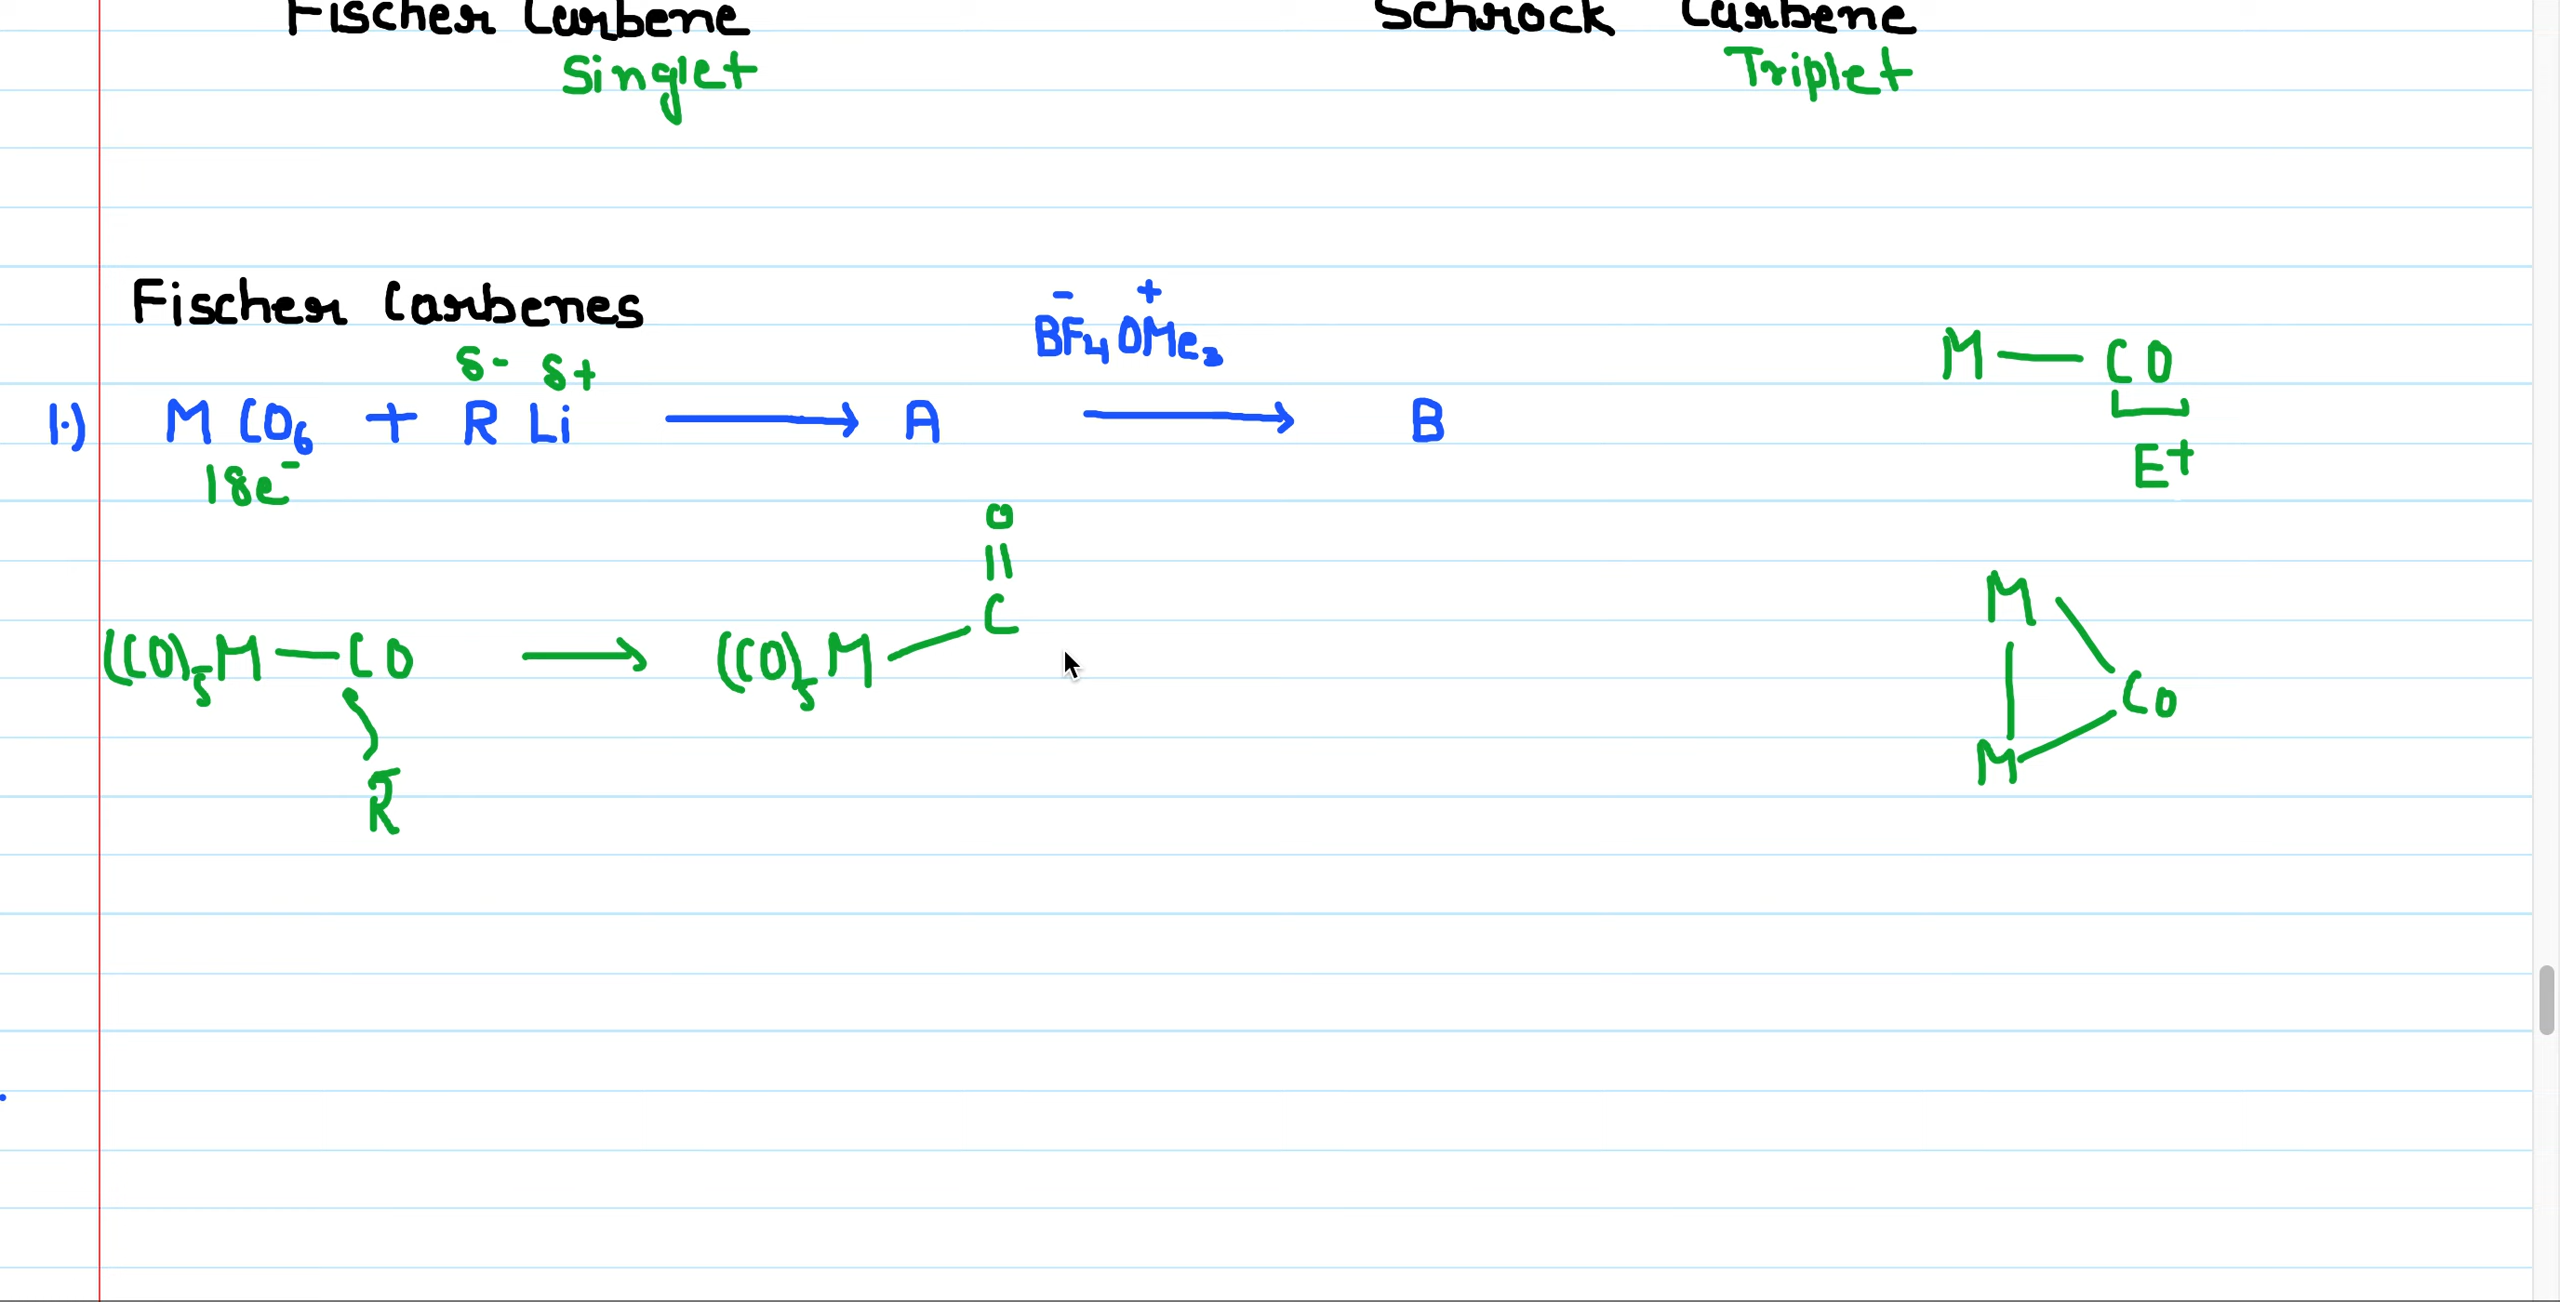 Fischer Carbene Schrock Carbene
Singlet Triplet
Fischer Carbenes
BF₄⁻ OMe₃⁺
δ- δ+
1.) M CO₆ + R Li ⟶ A ⟶ B
18e⁻
M — CO
E⁺
O
||
C
(CO)₅M—CO ⟶ (CO)₅M
R⁻
M
CO
M